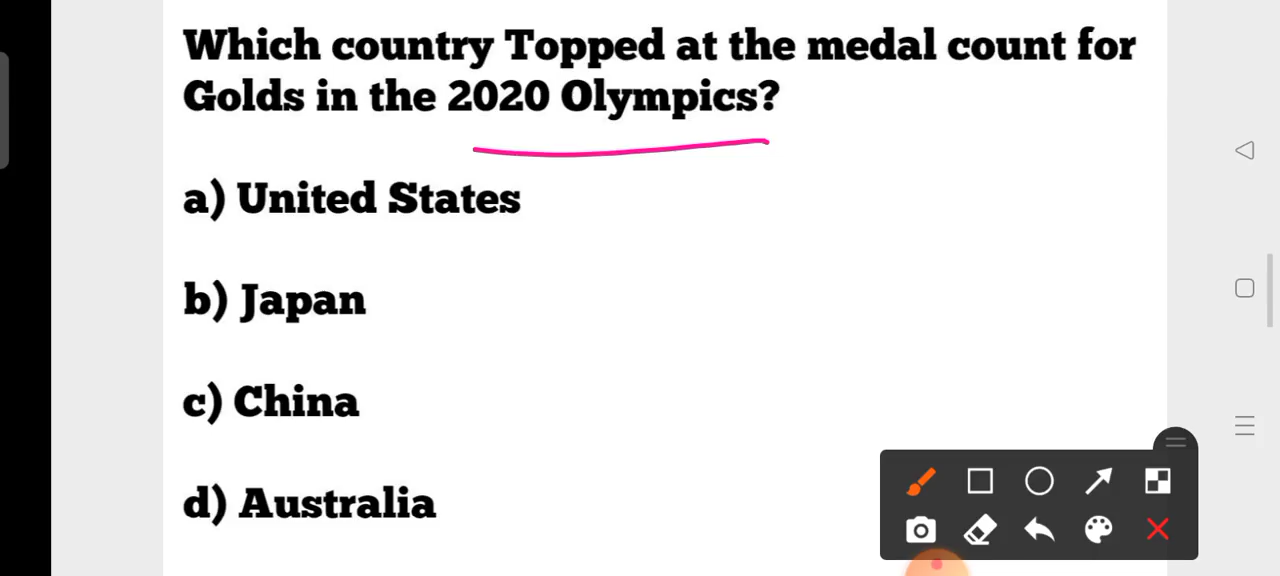 Which country Topped at the medal count for
Golds in the 2020 Olympics?
a) United States
b) Japan
c) China
d) Australia